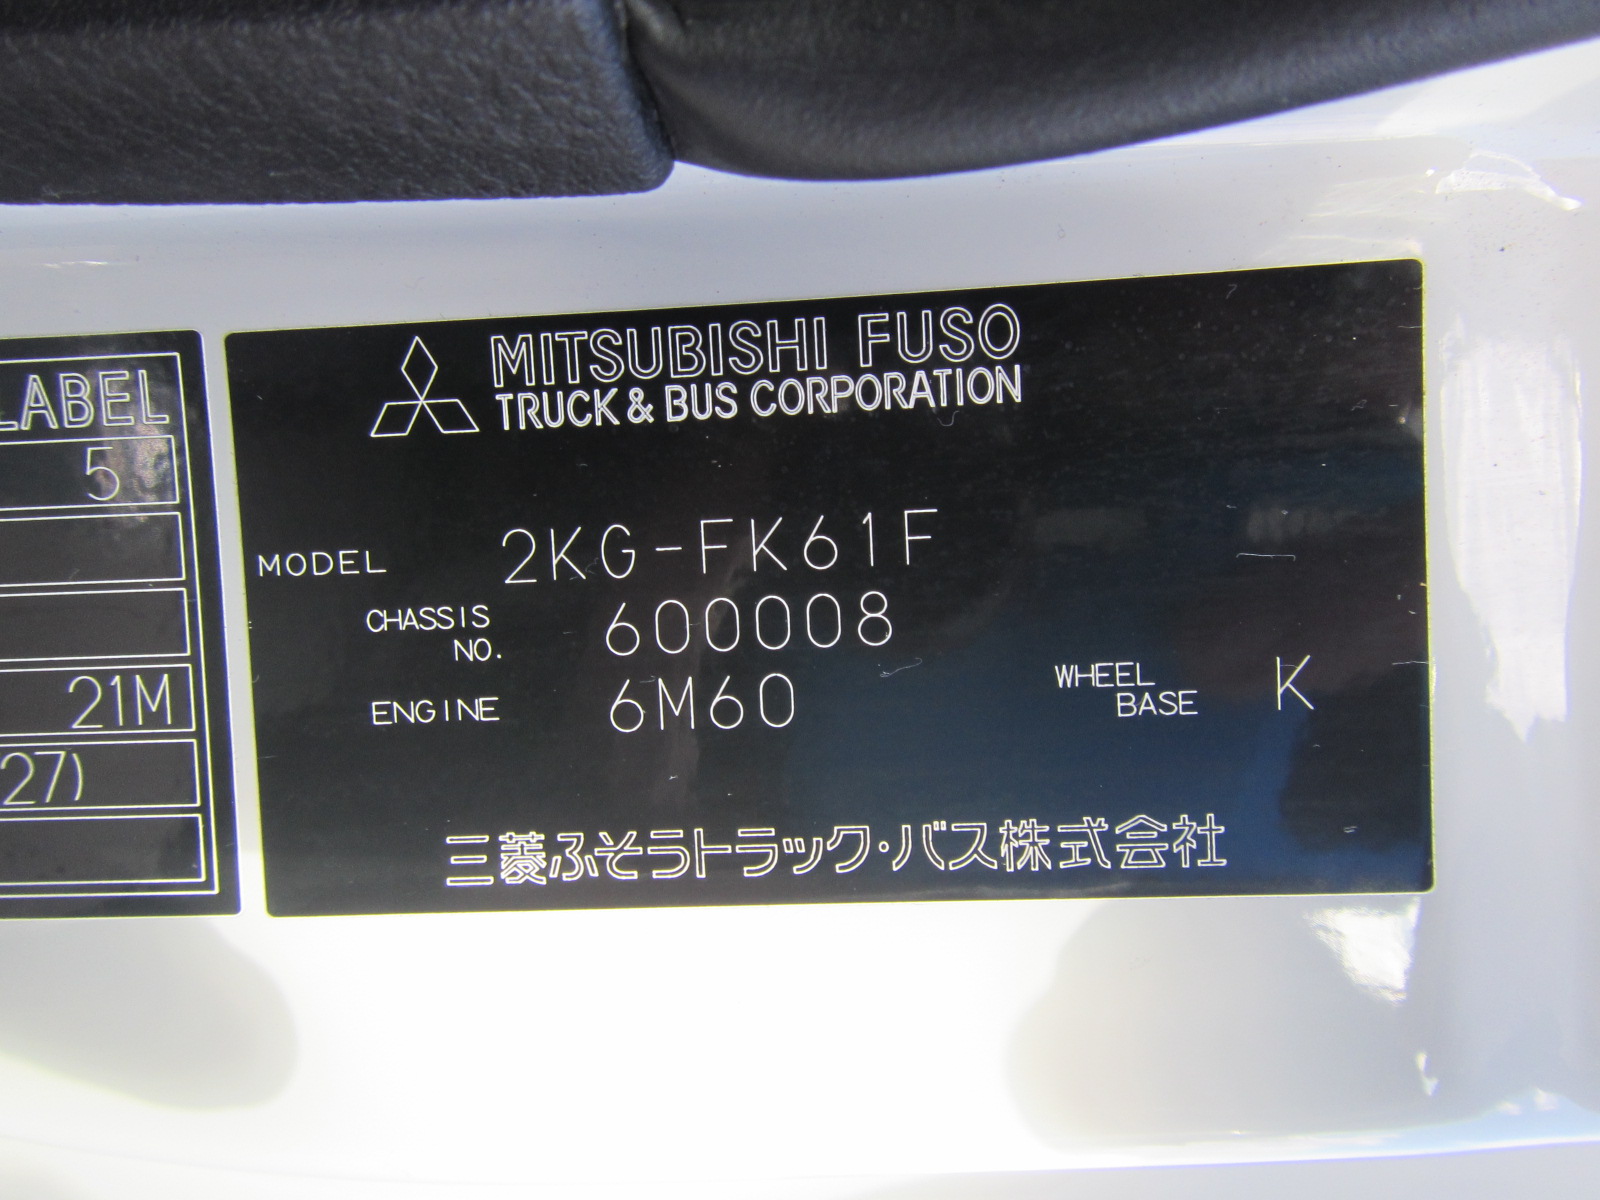 LABEL
5
21M
27)
MITSUBISHI FUSO
TRUCK & BUS CORPORATION
MODEL 2KG-FK61F
CHASSIS NO. 600008
ENGINE 6M60
WHEEL BASE K
三菱ふそうトラック・バス株式会社